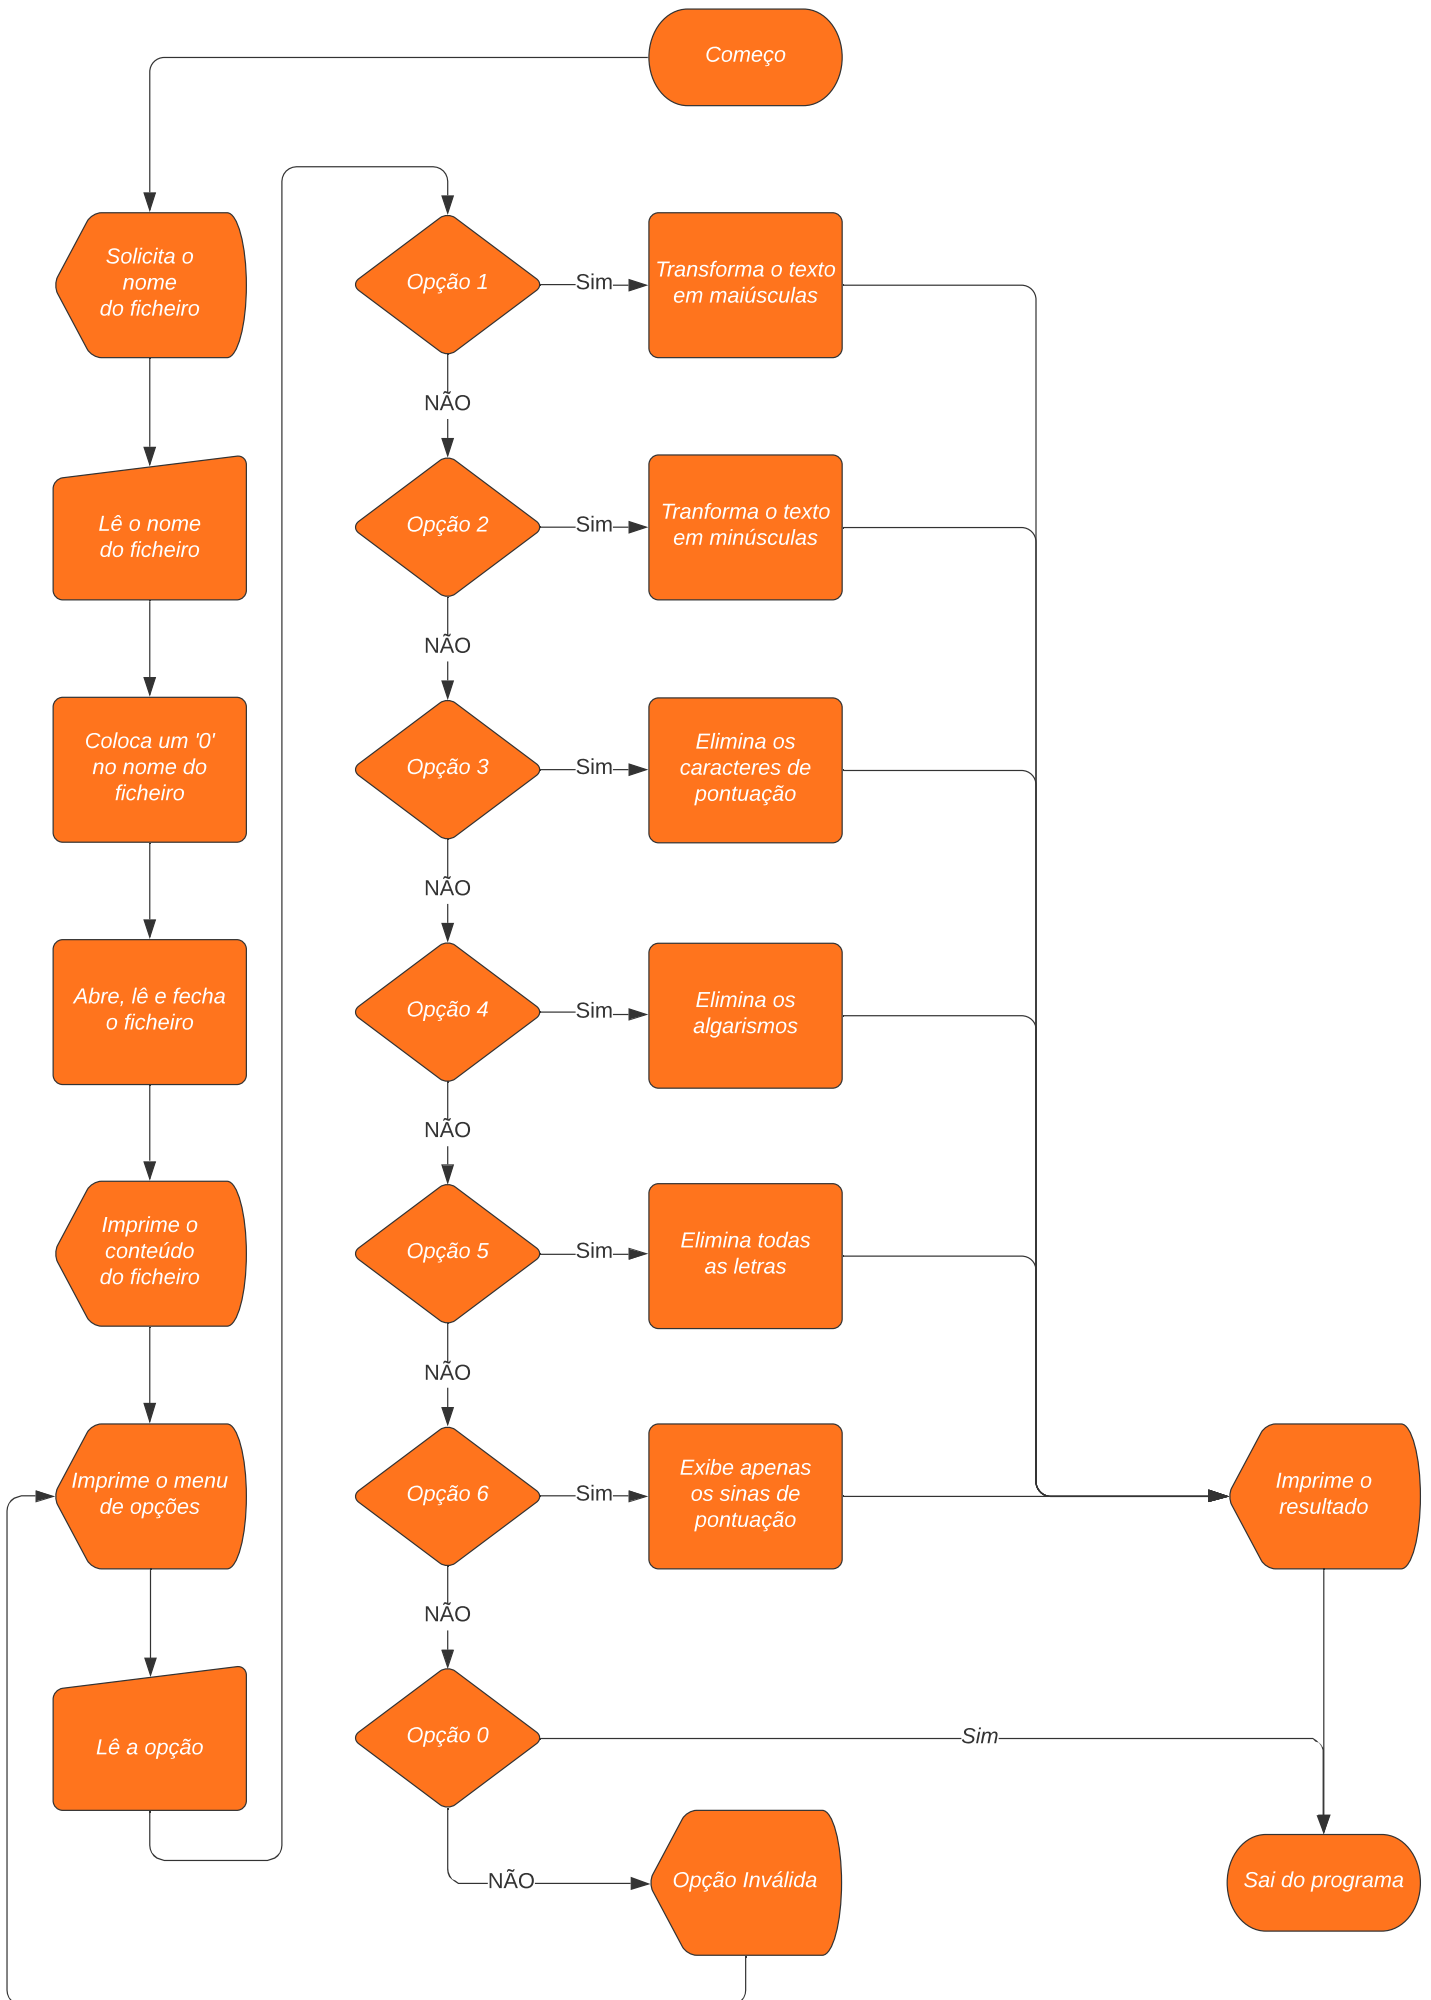 Começo
Solicita o
nome
do ficheiro
Lê o nome
do ficheiro
Coloca um '0'
no nome do
ficheiro
Abre, lê e fecha
o ficheiro
Imprime o
conteúdo
do ficheiro
Imprime o menu
de opções
Lê a opção
Opção 1
Sim
Transforma o texto
em maiúsculas
NÃO
Opção 2
Sim
Tranforma o texto
em minúsculas
NÃO
Opção 3
Sim
Elimina os
caracteres de
pontuação
NÃO
Opção 4
Sim
Elimina os
algarismos
NÃO
Opção 5
Sim
Elimina todas
as letras
NÃO
Opção 6
Sim
Exibe apenas
os sinas de
pontuação
Imprime o
resultado
NÃO
Opção 0
Sim
NÃO
Opção Inválida
Sai do programa